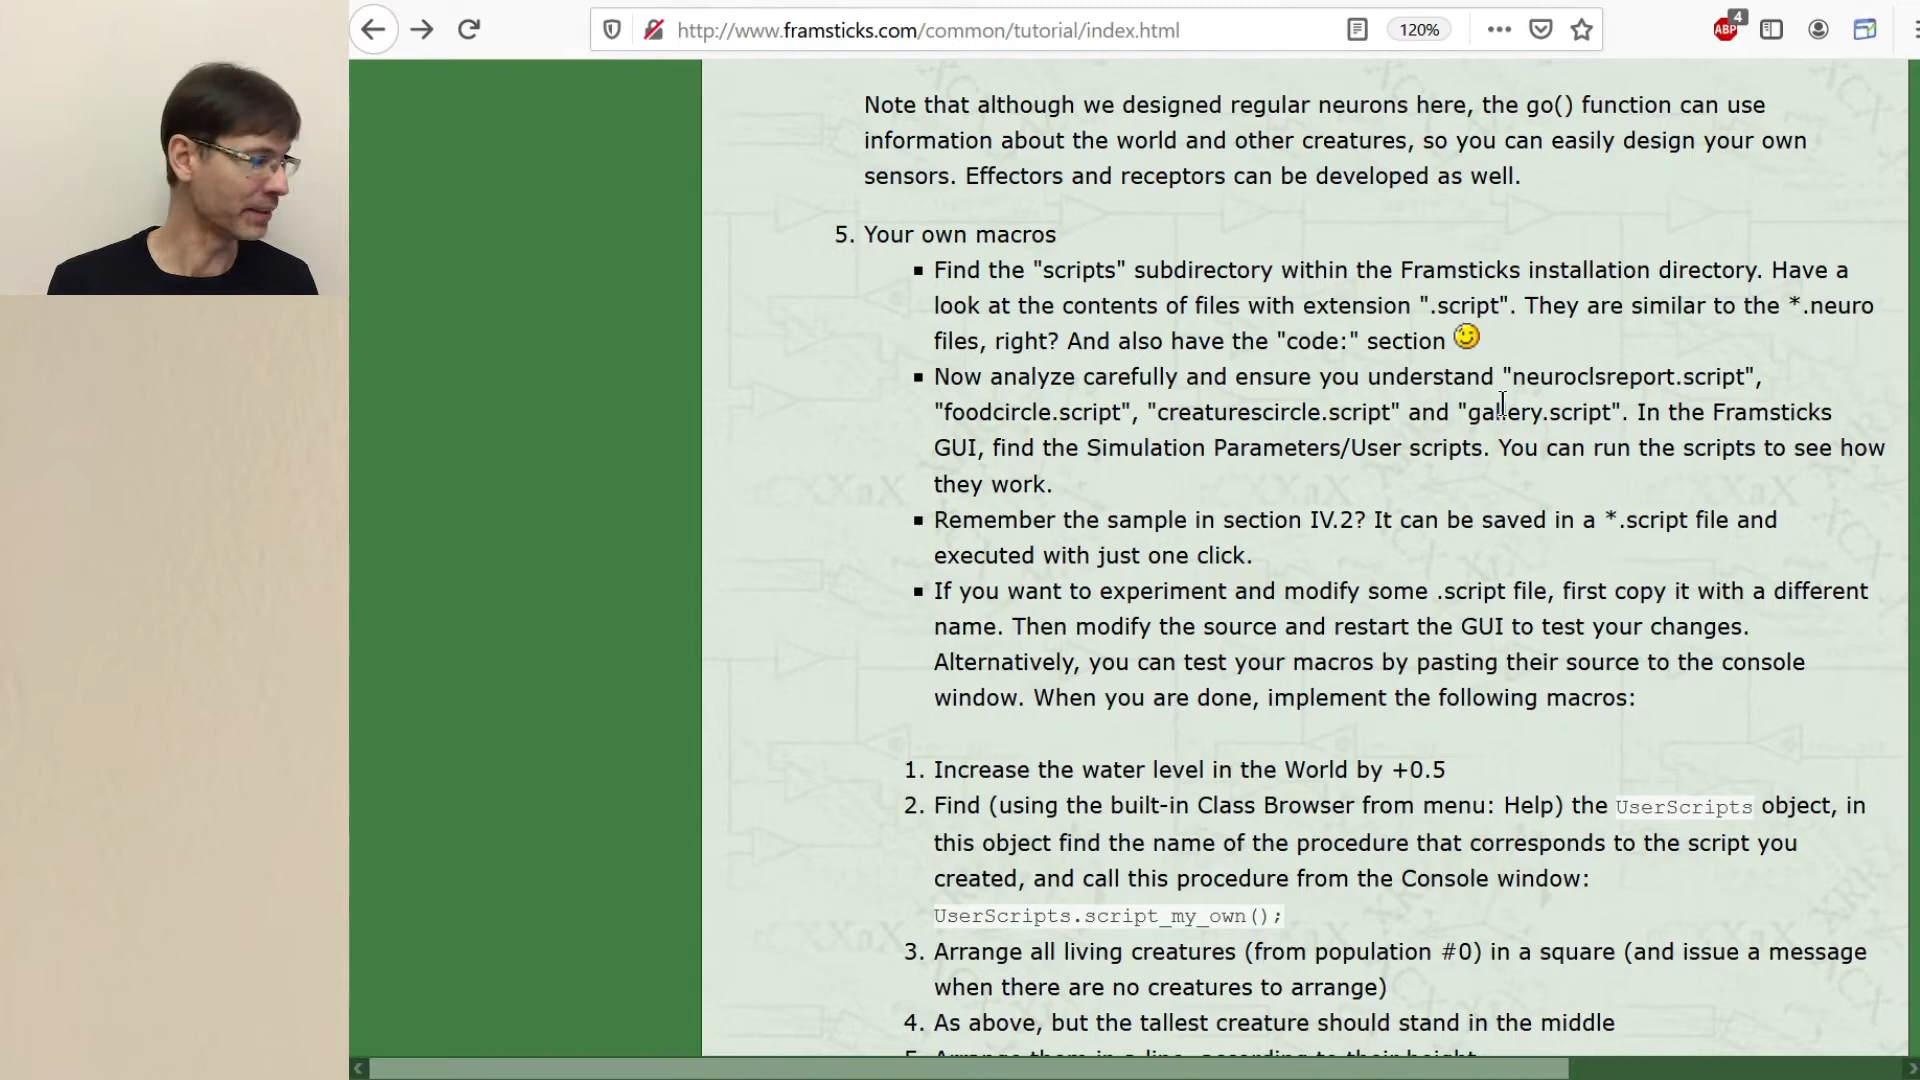 http://www.framsticks.com/common/tutorial/index.html
120%
ABP
4
Note that although we designed regular neurons here, the go() function can use
information about the world and other creatures, so you can easily design your own
sensors. Effectors and receptors can be developed as well.
5. Your own macros
▪ Find the "scripts" subdirectory within the Framsticks installation directory. Have a
look at the contents of files with extension ".script". They are similar to the *.neuro
files, right? And also have the "code:" section
▪ Now analyze carefully and ensure you understand "neuroclsreport.script",
"foodcircle.script", "creaturescircle.script" and "gallery.script". In the Framsticks
GUI, find the Simulation Parameters/User scripts. You can run the scripts to see how
they work.
▪ Remember the sample in section IV.2? It can be saved in a *.script file and
executed with just one click.
▪ If you want to experiment and modify some .script file, first copy it with a different
name. Then modify the source and restart the GUI to test your changes.
Alternatively, you can test your macros by pasting their source to the console
window. When you are done, implement the following macros:
1. Increase the water level in the World by +0.5
2. Find (using the built-in Class Browser from menu: Help) the UserScripts object, in
this object find the name of the procedure that corresponds to the script you
created, and call this procedure from the Console window:
UserScripts.script_my_own();
3. Arrange all living creatures (from population #0) in a square (and issue a message
when there are no creatures to arrange)
4. As above, but the tallest creature should stand in the middle
5. Arrange them in a line, according to their height